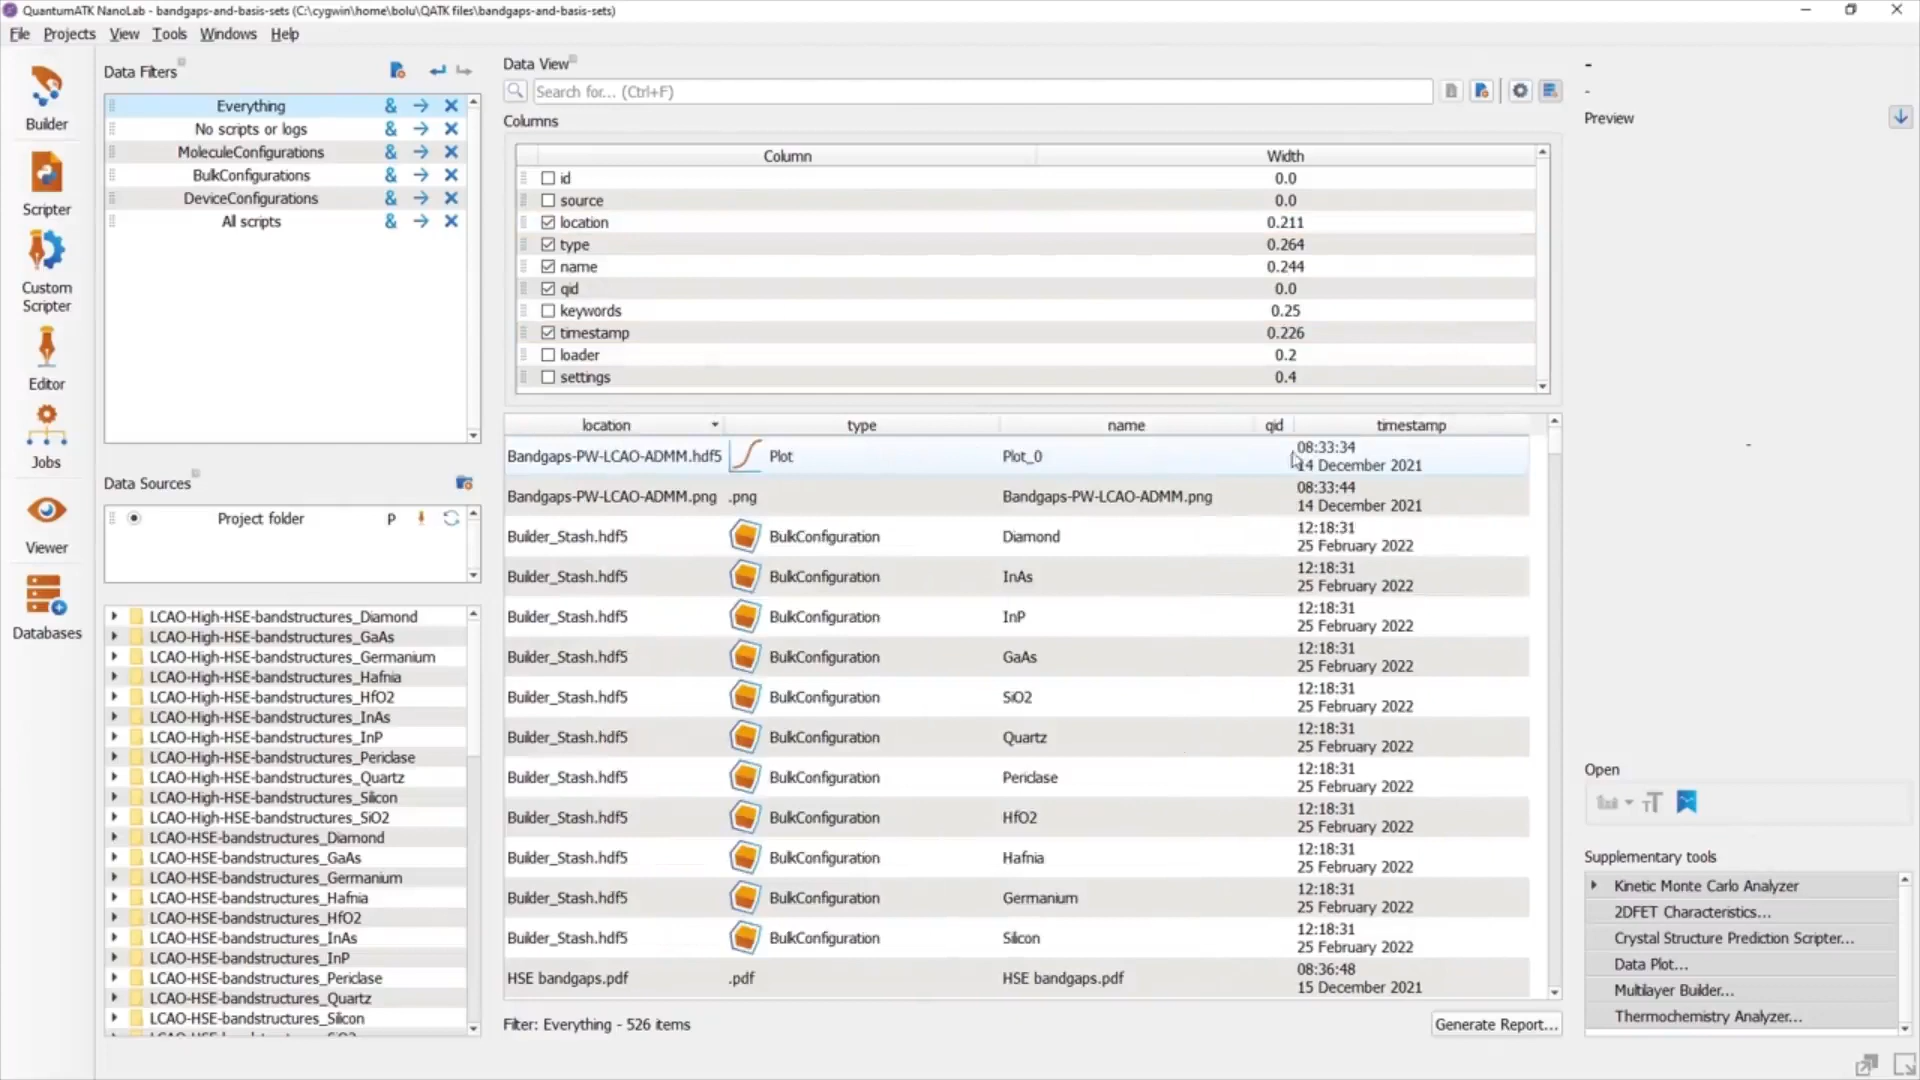 QuantumATK NanoLab - bandgaps-and-basis-sets (C:\cygwin\home\bolu\QATK files\bandgaps-and-basis-sets)
File Projects View Tools Windows Help
Builder
Scripter
Custom
Scripter
Editor
Jobs
Viewer
Databases
Data Filters
Everything & 
No scripts or logs &
MoleculeConfigurations &
BulkConfigurations &
DeviceConfigurations &
All scripts &
Data Sources
Project folder P
LCAO-High-HSE-bandstructures_Diamond
LCAO-High-HSE-bandstructures_GaAs
LCAO-High-HSE-bandstructures_Germanium
LCAO-High-HSE-bandstructures_Hafnia
LCAO-High-HSE-bandstructures_HfO2
LCAO-High-HSE-bandstructures_InAs
LCAO-High-HSE-bandstructures_InP
LCAO-High-HSE-bandstructures_Periclase
LCAO-High-HSE-bandstructures_Quartz
LCAO-High-HSE-bandstructures_Silicon
LCAO-High-HSE-bandstructures_SiO2
LCAO-HSE-bandstructures_Diamond
LCAO-HSE-bandstructures_GaAs
LCAO-HSE-bandstructures_Germanium
LCAO-HSE-bandstructures_Hafnia
LCAO-HSE-bandstructures_HfO2
LCAO-HSE-bandstructures_InAs
LCAO-HSE-bandstructures_InP
LCAO-HSE-bandstructures_Periclase
LCAO-HSE-bandstructures_Quartz
LCAO-HSE-bandstructures_Silicon
Data View
Search for... (Ctrl+F)
Columns
Column Width
id 0.0
source 0.0
location 0.211
type 0.264
name 0.244
qid 0.0
keywords 0.25
timestamp 0.226
loader 0.2
settings 0.4
location type name qid timestamp
Bandgaps-PW-LCAO-ADMM.hdf5 Plot Plot_0 08:33:34
14 December 2021
Bandgaps-PW-LCAO-ADMM.png .png Bandgaps-PW-LCAO-ADMM.png 08:33:44
14 December 2021
Builder_Stash.hdf5 BulkConfiguration Diamond 12:18:31
25 February 2022
Builder_Stash.hdf5 BulkConfiguration InAs 12:18:31
25 February 2022
Builder_Stash.hdf5 BulkConfiguration InP 12:18:31
25 February 2022
Builder_Stash.hdf5 BulkConfiguration GaAs 12:18:31
25 February 2022
Builder_Stash.hdf5 BulkConfiguration SiO2 12:18:31
25 February 2022
Builder_Stash.hdf5 BulkConfiguration Quartz 12:18:31
25 February 2022
Builder_Stash.hdf5 BulkConfiguration Periclase 12:18:31
25 February 2022
Builder_Stash.hdf5 BulkConfiguration HfO2 12:18:31
25 February 2022
Builder_Stash.hdf5 BulkConfiguration Hafnia 12:18:31
25 February 2022
Builder_Stash.hdf5 BulkConfiguration Germanium 12:18:31
25 February 2022
Builder_Stash.hdf5 BulkConfiguration Silicon 12:18:31
25 February 2022
HSE bandgaps.pdf .pdf HSE bandgaps.pdf 08:36:48
15 December 2021
Filter: Everything - 526 items
Generate Report...
-
-
Preview
-
Open
Supplementary tools
Kinetic Monte Carlo Analyzer
2DFET Characteristics...
Crystal Structure Prediction Scripter...
Data Plot...
Multilayer Builder...
Thermochemistry Analyzer...